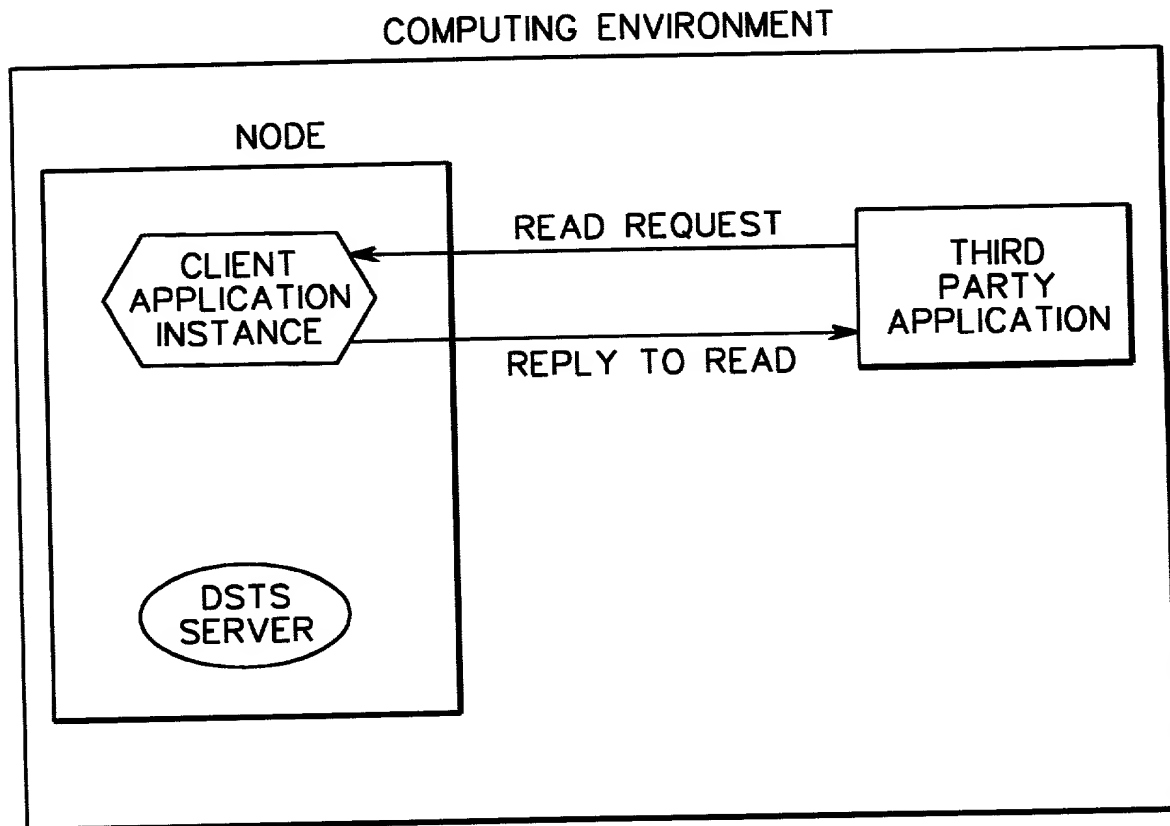 COMPUTING ENVIRONMENT
NODE
READ REQUEST
CLIENT
APPLICATION
INSTANCE
THIRD
PARTY
APPLICATION
REPLY TO READ
DSTS
SERVER